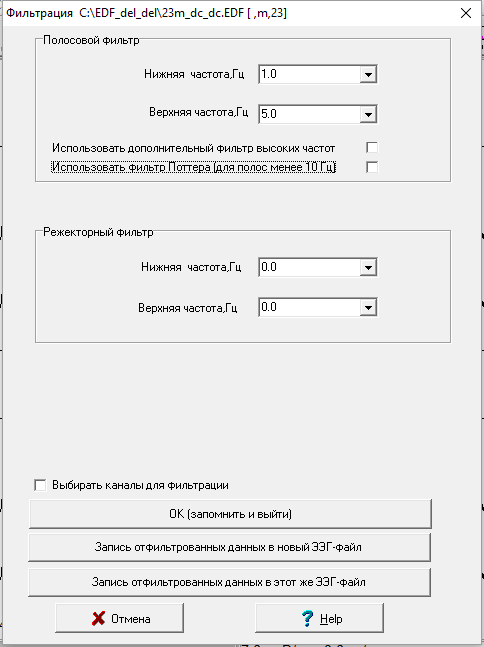 Фильтрация C:\EDF_del_del\23m_dc_dc.EDF [ ,m,23]
Полосовой фильтр
Нижняя частота,Гц 1.0
Верхняя частота,Гц 5.0
Использовать дополнительный фильтр высоких частот
Использовать фильтр Поттера (для полос менее 10 Гц)
Режекторный фильтр
Нижняя частота,Гц 0.0
Верхняя частота,Гц 0.0
Выбирать каналы для фильтрации
OK (запомнить и выйти)
Запись отфильтрованных данных в новый ЭЭГ-файл
Запись отфильтрованных данных в этот же ЭЭГ-файл
Отмена ? Help